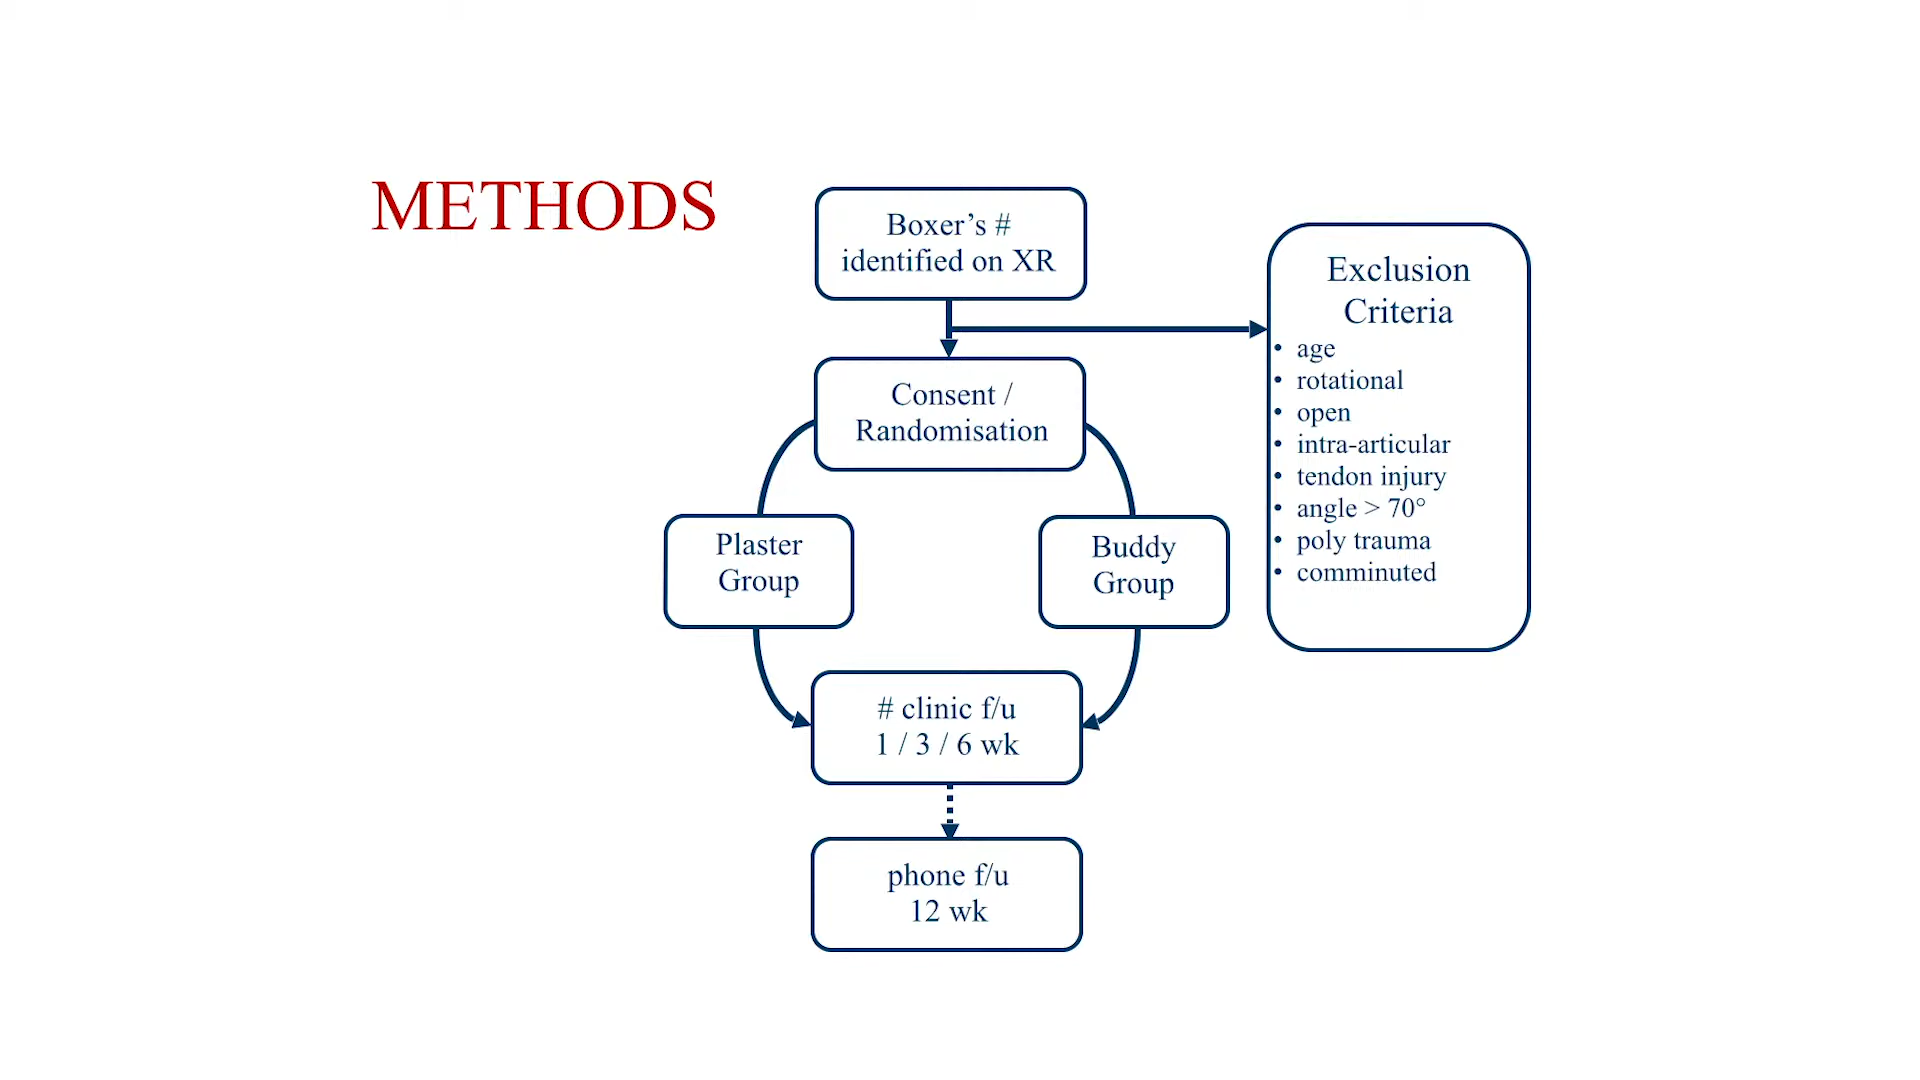 METHODS
Boxer’s #
identified on XR
Exclusion
Criteria
• age
• rotational
• open
• intra-articular
• tendon injury
• angle > 70°
• poly trauma
• comminuted
Consent /
Randomisation
Plaster
Group
Buddy
Group
# clinic f/u
1 / 3 / 6 wk
phone f/u
12 wk